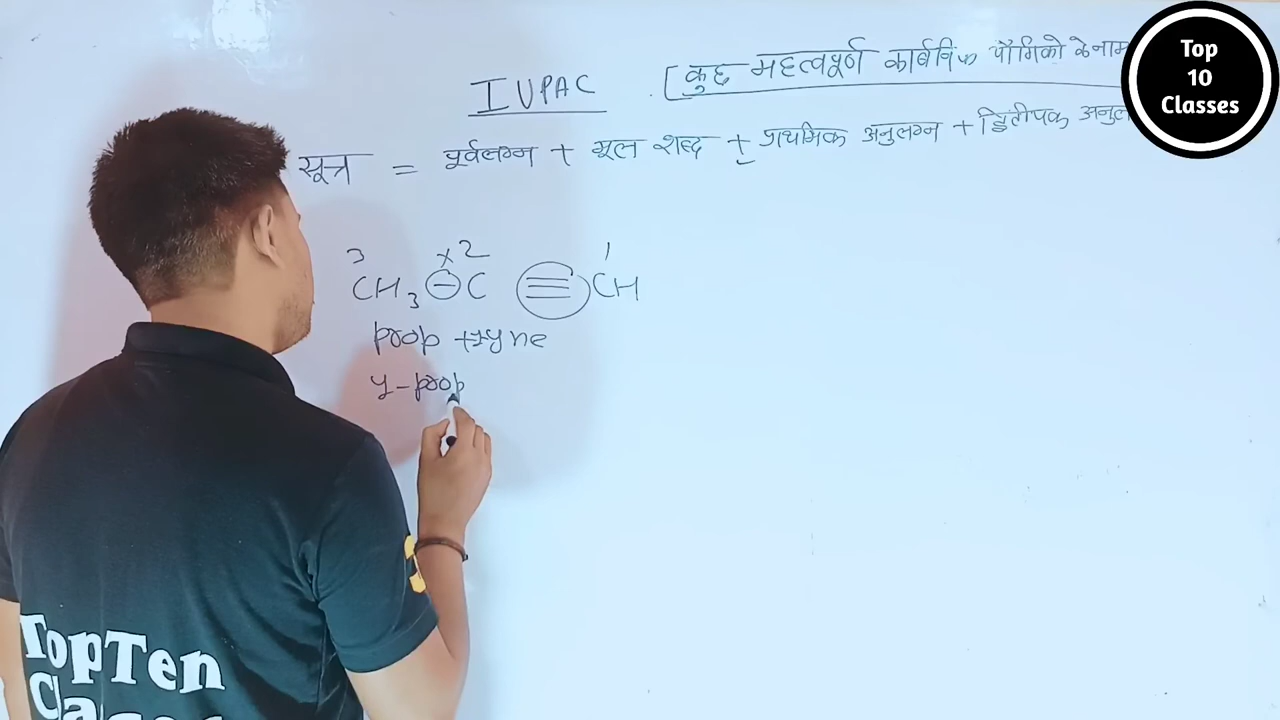 IUPAC [कुछ महत्वपूर्ण कार्बनिक यौगिको के नाम
सूत्र = पूर्वलग्न + मूल शब्द + प्राथमिक अनुलग्न + द्वितीयक
3 x 2 1
CH3 - C ≡ CH
prop + yne
y - prop
Top
10
Classes
TopTen